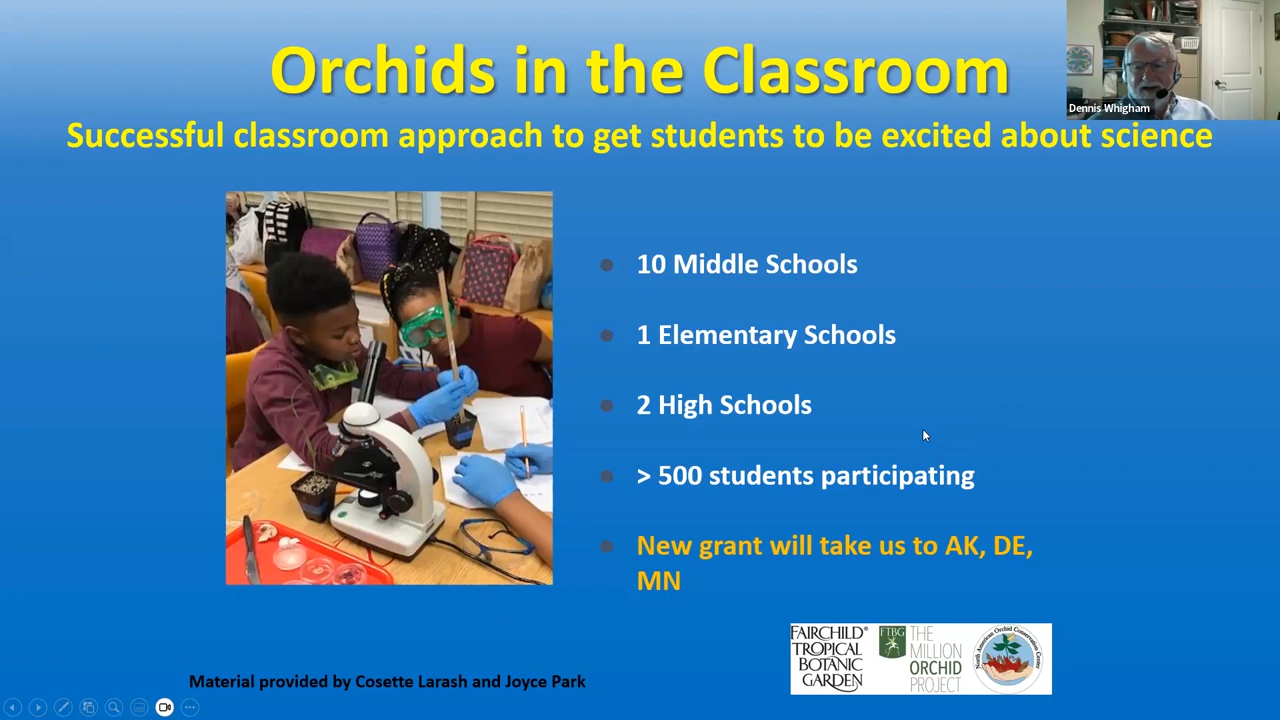 Orchids in the Classroom
Dennis Whigham
Successful classroom approach to get students to be excited about science
10 Middle Schools
1 Elementary Schools
2 High Schools
> 500 students participating
New grant will take us to AK, DE,
MN
FAIRCHILD®
TROPICAL
BOTANIC
GARDEN
FTBG
THE
MILLION
ORCHID
PROJECT
North American Orchid Conservation Center
Material provided by Cosette Larash and Joyce Park